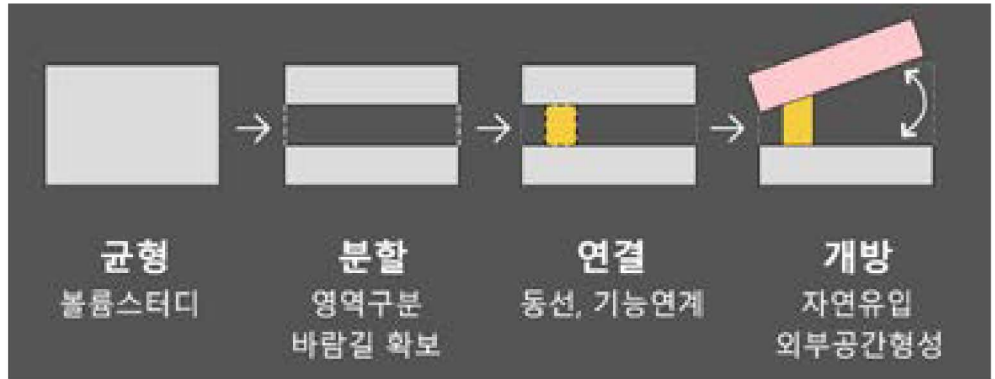 균형
볼륨스터디
분할
영역구분
바람길 확보
연결
동선, 기능연계
개방
자연유입
외부공간형성